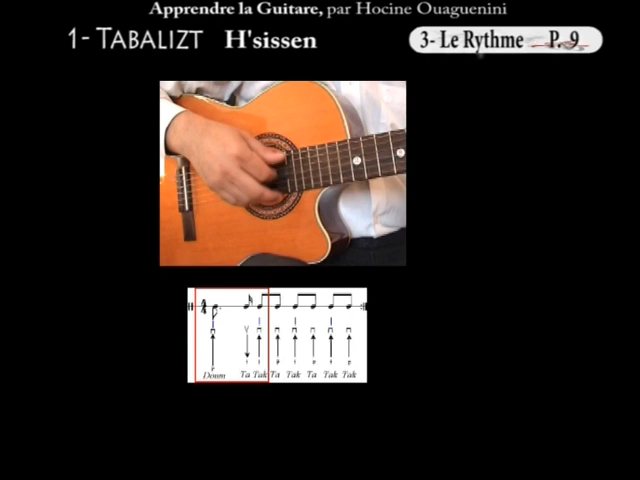 Apprendre la Guitare, par Hocine Ouaguenini
1- TABALIZT H'sissen
3- Le Rythme P. 9
Doum Ta Tak Ta Tak Ta Tak Tak